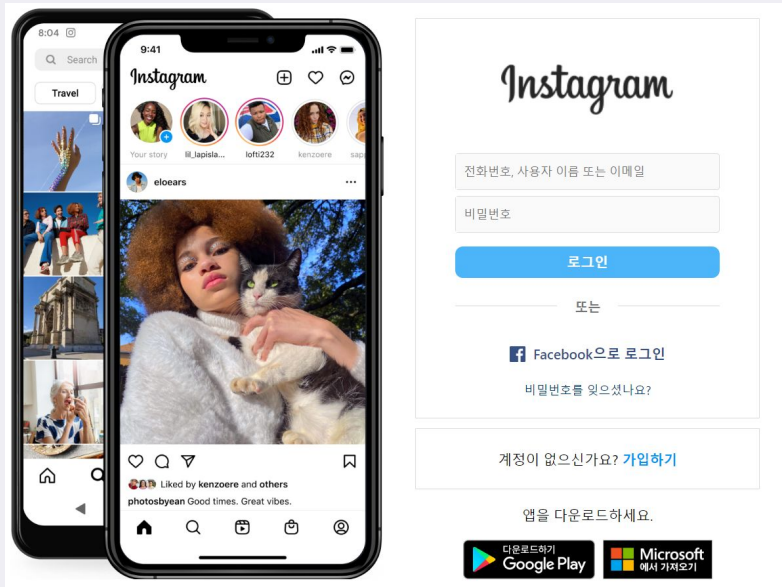 8:04
Search
Travel
9:41
Instagram
Your story
lil_lapisla...
lofti232
kenzoere
sap
eloears
Liked by kenzoere and others
photosbyean Good times. Great vibes.
Instagram
전화번호, 사용자 이름 또는 이메일
비밀번호
로그인
또는
Facebook으로 로그인
비밀번호를 잊으셨나요?
계정이 없으신가요? 가입하기
앱을 다운로드하세요.
다운로드하기
Google Play
Microsoft
에서 가져오기